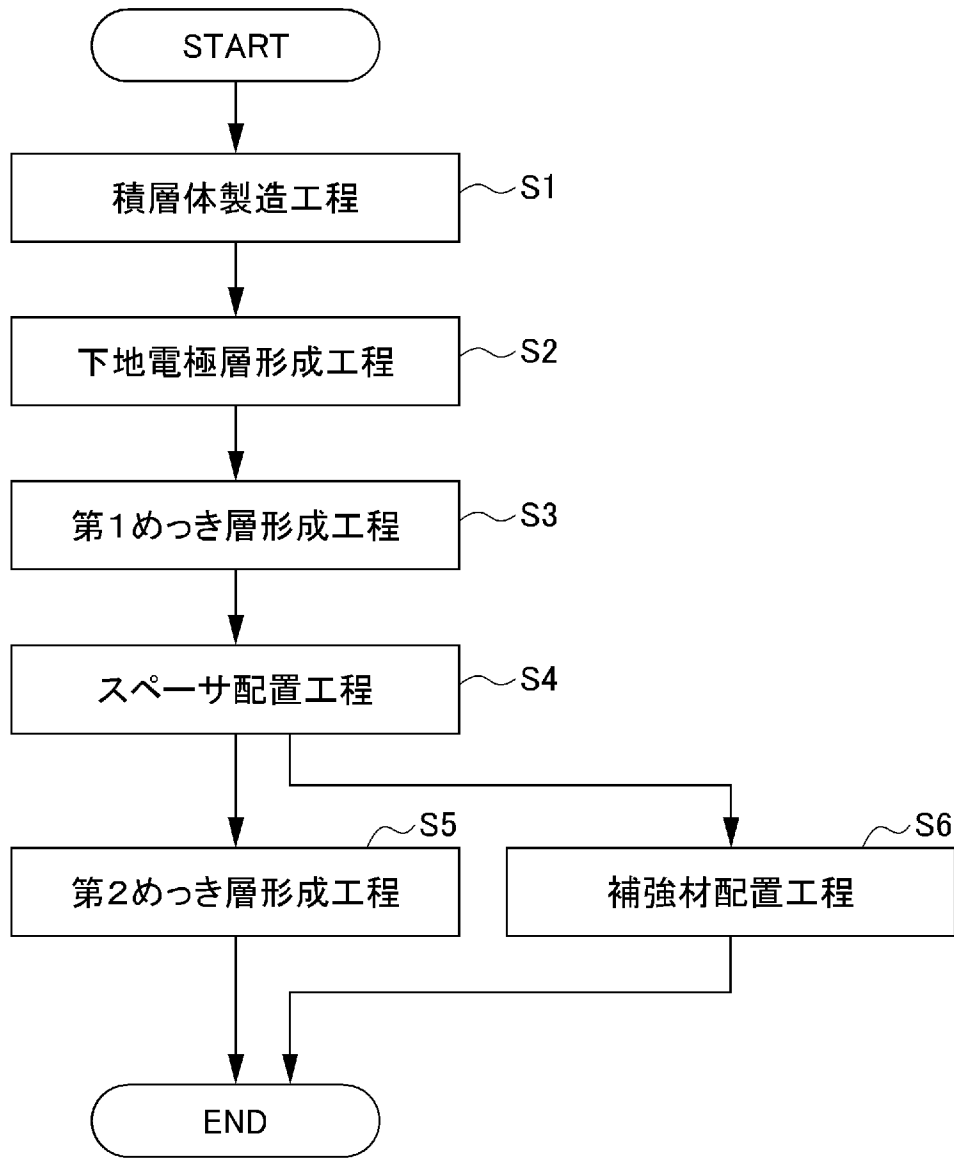 START
積層体製造工程
S1
下地電極層形成工程
S2
第１めっき層形成工程
S3
スペーサ配置工程
S4
S5
第２めっき層形成工程
S6
補強材配置工程
END